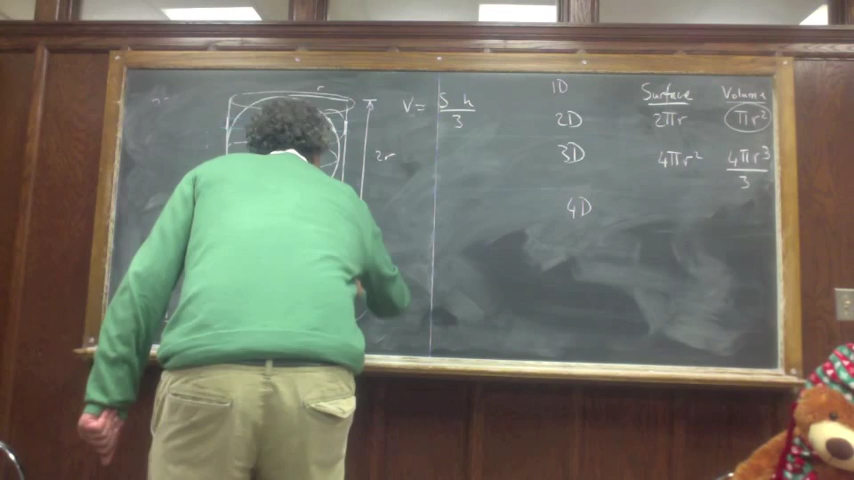 r
2r
V = S h
3
1D Surface Volume
2D 2πr πr²
3D 4πr² 4πr³
3
4D